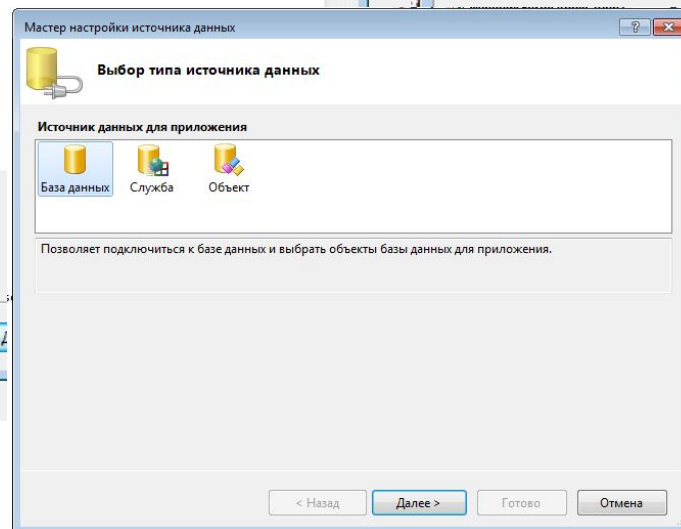 Мастер настройки источника данных
Выбор типа источника данных
Источник данных для приложения
База данных Служба Объект
Позволяет подключиться к базе данных и выбрать объекты базы данных для приложения.
< Назад Далее > Готово Отмена